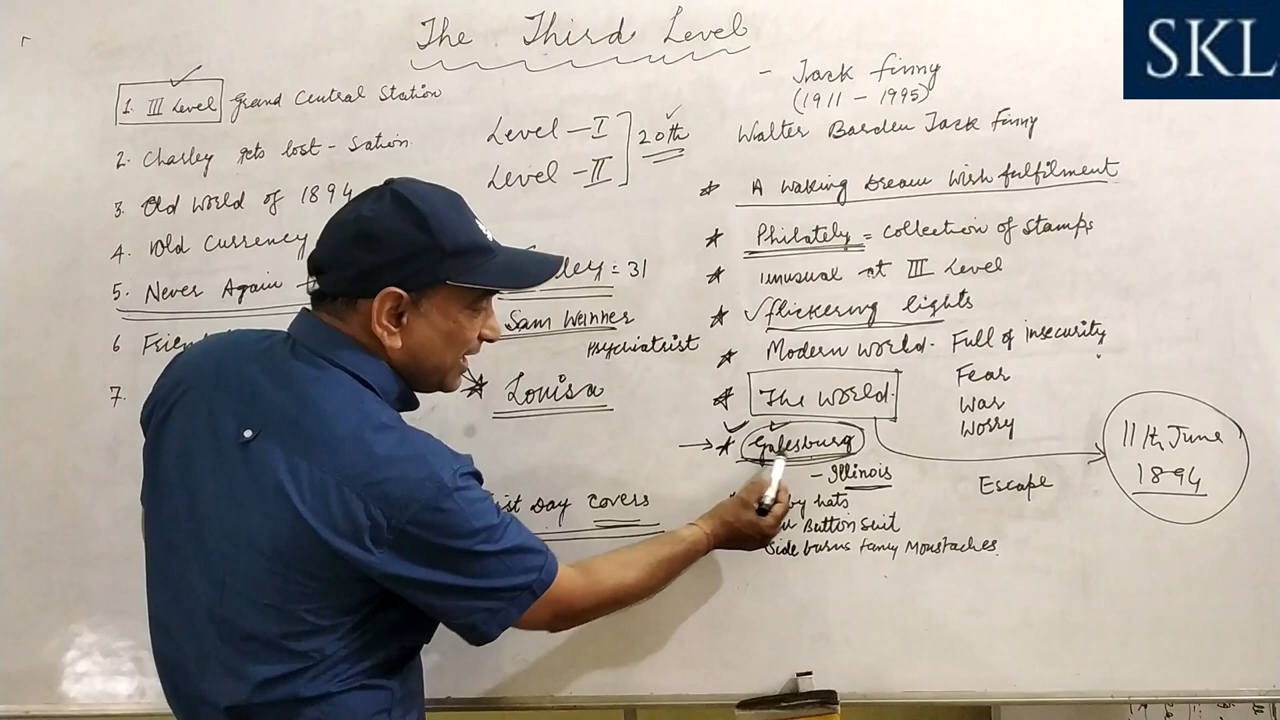 The Third Level
SKL
- Jack finny
(1911 - 1995)
Walter Barden Jack Finny
1. III Level Grand Central Station
2. Charley gets lost - Sation.
3. Old World of 1894
4. Old Currency
5. Never Again
6 Frien
7.
Level - I
Level - II
20th
ley = 31
Sam Weinner
Psychiatrist
Louisa
st Day covers
A waking Dream wish fulfilment
Philately = collection of stamps
unusual at III Level
flickering lights
Modern world. Full of insecurity
Fear
War
Worry
The World.
Galesburg
- Illinois
Escape
11th June
1894
by hats
Button suit
Side burns fancy Moustaches.